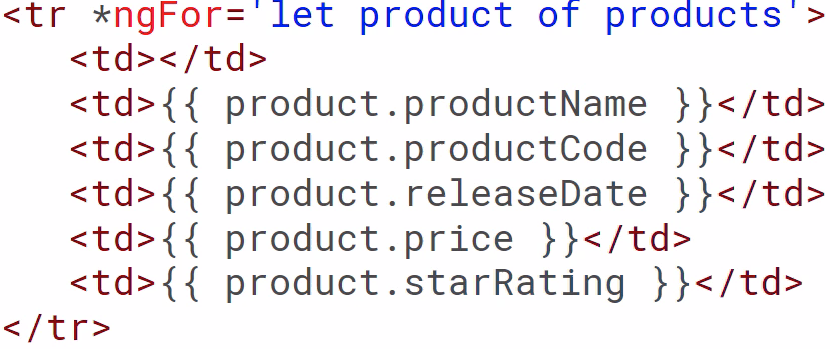 <tr *ngFor='let product of products'>
<td></td>
<td>{{ product.productName }}</td>
<td>{{ product.productCode }}</td>
<td>{{ product.releaseDate }}</td>
<td>{{ product.price }}</td>
<td>{{ product.starRating }}</td>
</tr>